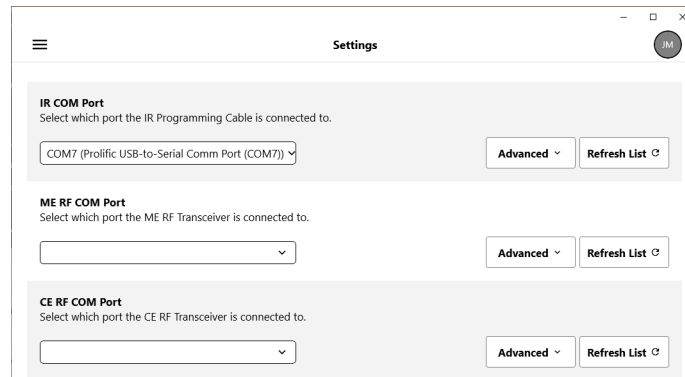 Settings
JM
IR COM Port
Select which port the IR Programming Cable is connected to.
COM7 (Prolific USB-to-Serial Comm Port (COM7))
Advanced
Refresh List
ME RF COM Port
Select which port the ME RF Transceiver is connected to.
Advanced
Refresh List
CE RF COM Port
Select which port the CE RF Transceiver is connected to.
Advanced
Refresh List